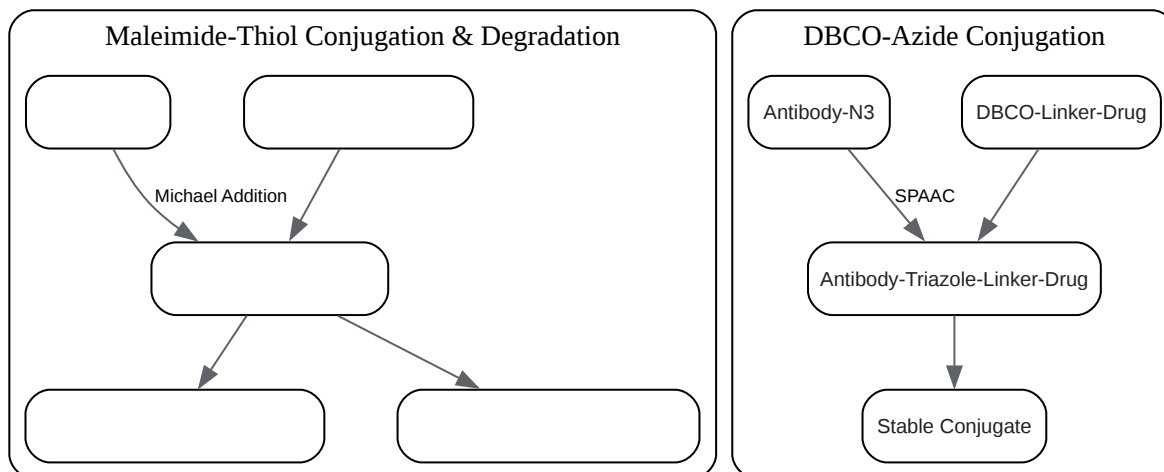 Maleimide-Thiol Conjugation & Degradation
Michael Addition
DBCO-Azide Conjugation
Antibody-N3
DBCO-Linker-Drug
SPAAC
Antibody-Triazole-Linker-Drug
Stable Conjugate